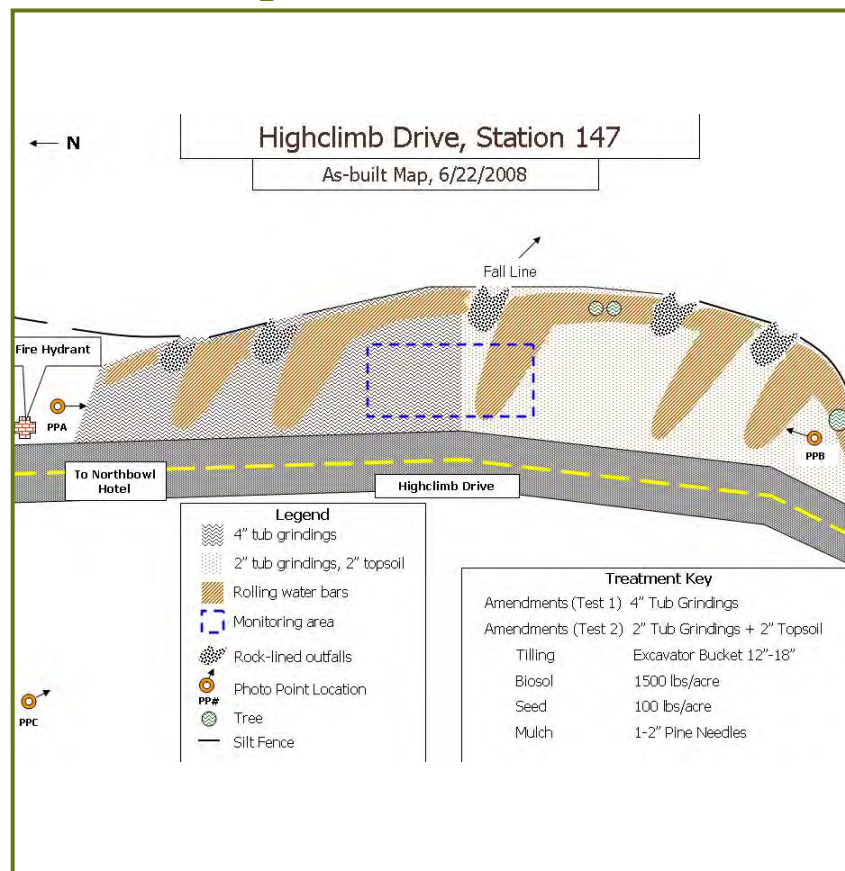 N
Highclimb Drive, Station 147
As-built Map, 6/22/2008
Fall Line
Fire Hydrant
PPA
PPB
To Northbowl
Hotel
Highclimb Drive
Legend
4" tub grindings
2" tub grindings, 2" topsoil
Rolling water bars
Monitoring area
Rock-lined outfalls
PP#
Photo Point Location
Tree
Silt Fence
PPC
Treatment Key
Amendments (Test 1) 4" Tub Grindings
Amendments (Test 2) 2" Tub Grindings + 2" Topsoil
Tilling Excavator Bucket 12"-18"
Biosol 1500 lbs/acre
Seed 100 lbs/acre
Mulch 1-2" Pine Needles